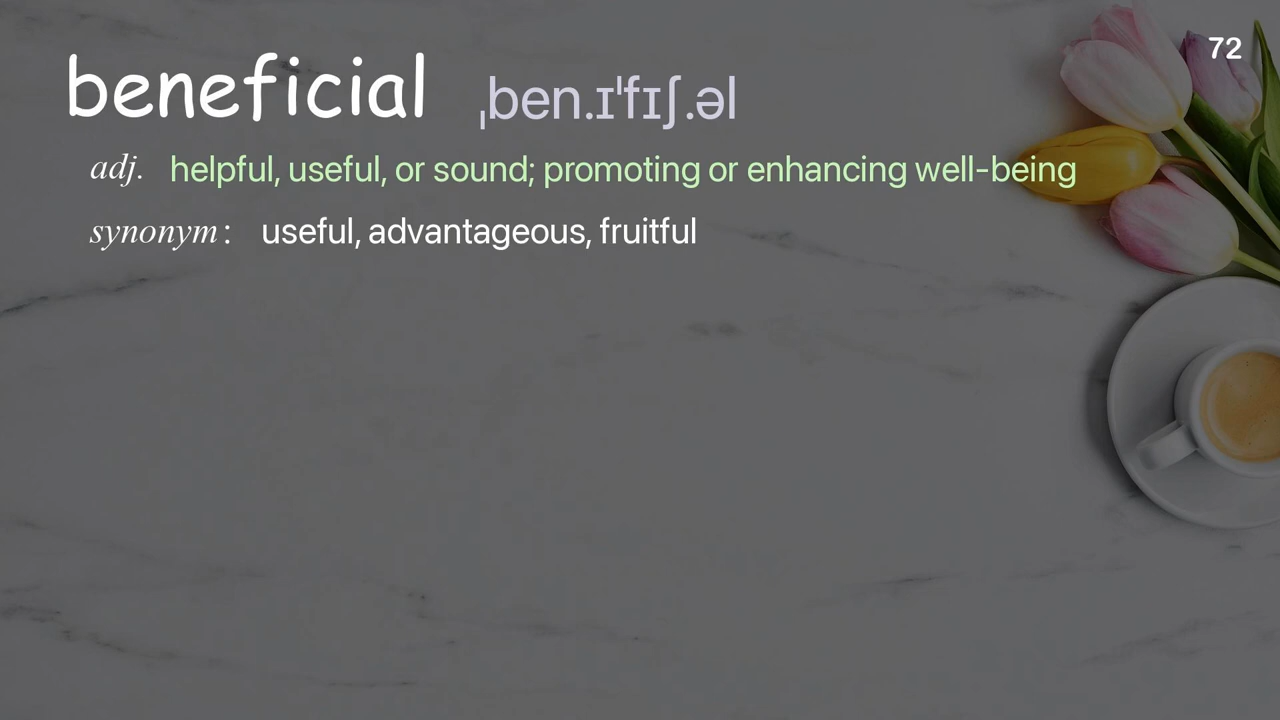 72
beneficial ˌben.ɪˈfɪʃ.əl
adj. helpful, useful, or sound; promoting or enhancing well-being
synonym: useful, advantageous, fruitful